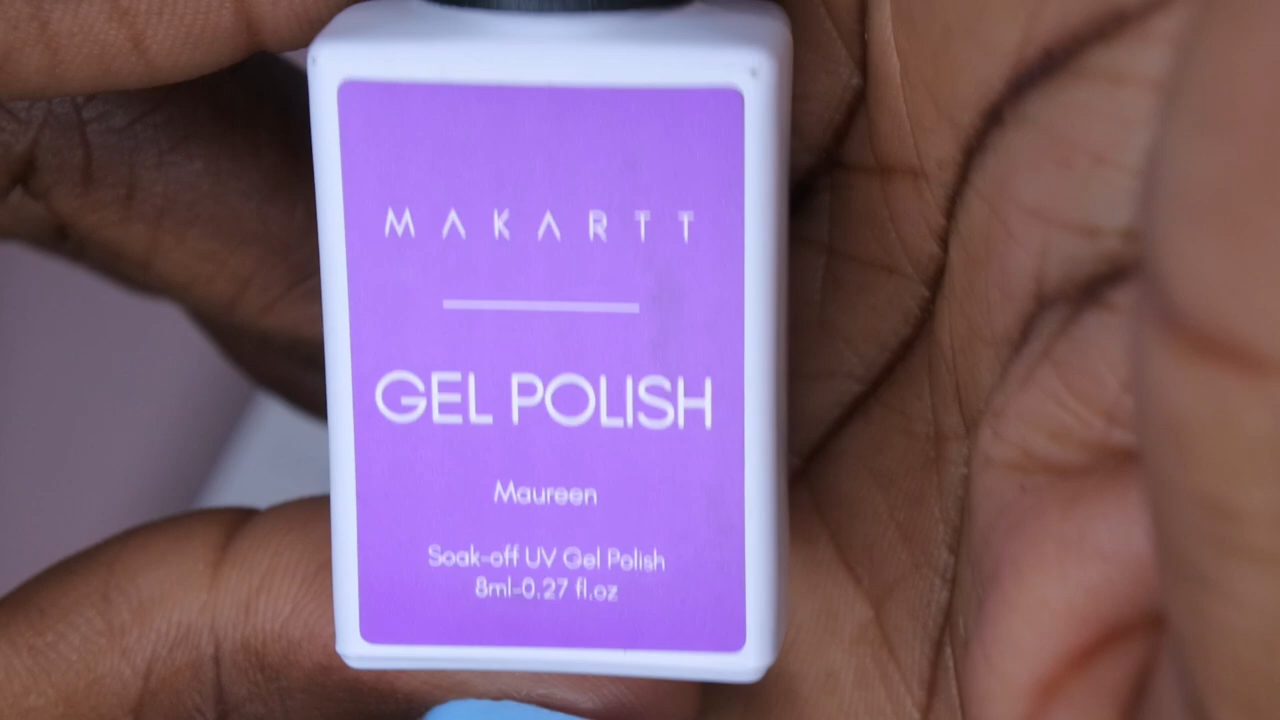 MAKARTT
GEL POLISH
Maureen
Soak-off UV Gel Polish
8ml-0.27 fl.oz